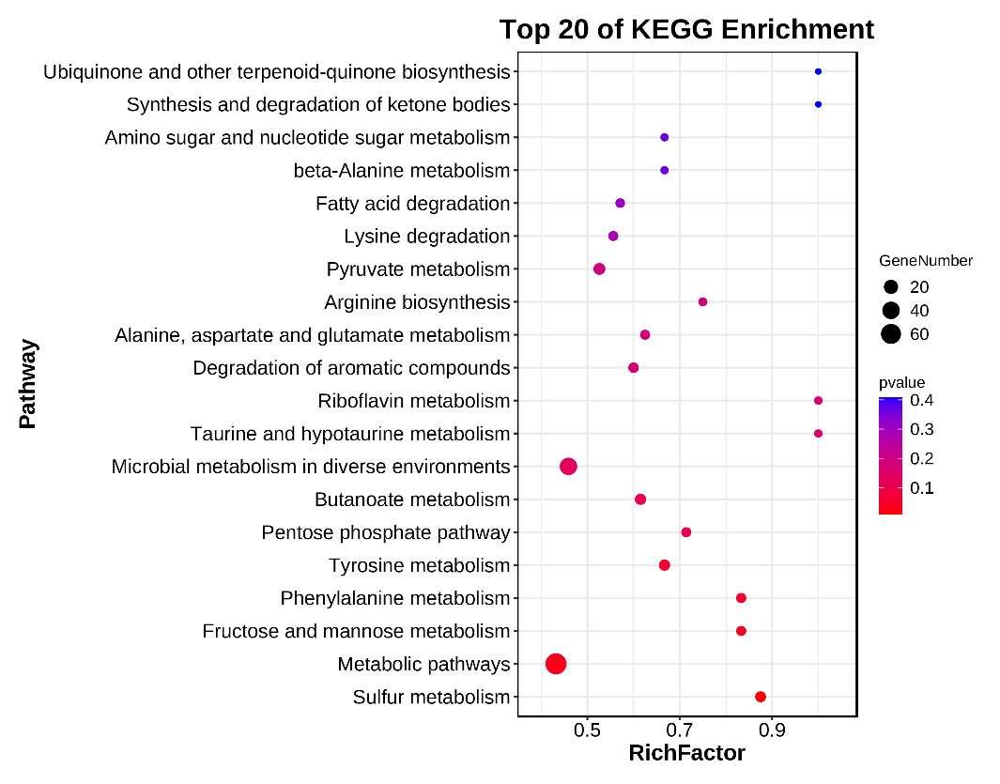 Top 20 of KEGG Enrichment
Ubiquinone and other terpenoid-quinone biosynthesis
Synthesis and degradation of ketone bodies
Amino sugar and nucleotide sugar metabolism
beta-Alanine metabolism
Fatty acid degradation
Lysine degradation
Pyruvate metabolism
Arginine biosynthesis
Alanine, aspartate and glutamate metabolism
Degradation of aromatic compounds
Riboflavin metabolism
Taurine and hypotaurine metabolism
Microbial metabolism in diverse environments
Butanoate metabolism
Pentose phosphate pathway
Tyrosine metabolism
Phenylalanine metabolism
Fructose and mannose metabolism
Metabolic pathways
Sulfur metabolism
Pathway
0.5 0.7 0.9
RichFactor
GeneNumber
20
40
60
pvalue
0.4
0.3
0.2
0.1